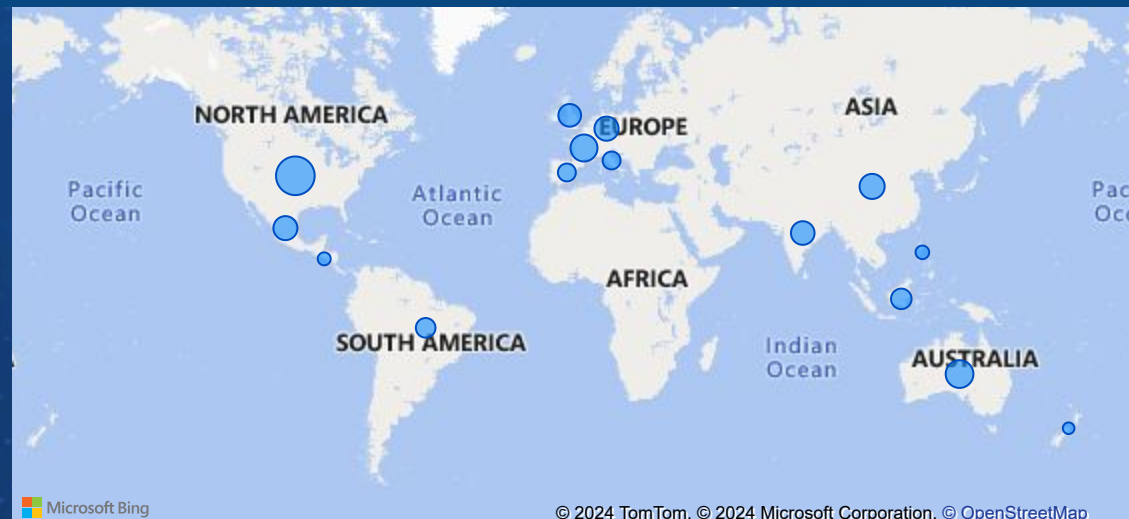 NORTH AMERICA
ASIA
EUROPE
Pacific
Ocean
Atlantic
Ocean
Pac
Oc
AFRICA
SOUTH AMERICA
Indian
Ocean
AUSTRALIA
Microsoft Bing
© 2024 TomTom, © 2024 Microsoft Corporation, © OpenStreetMap